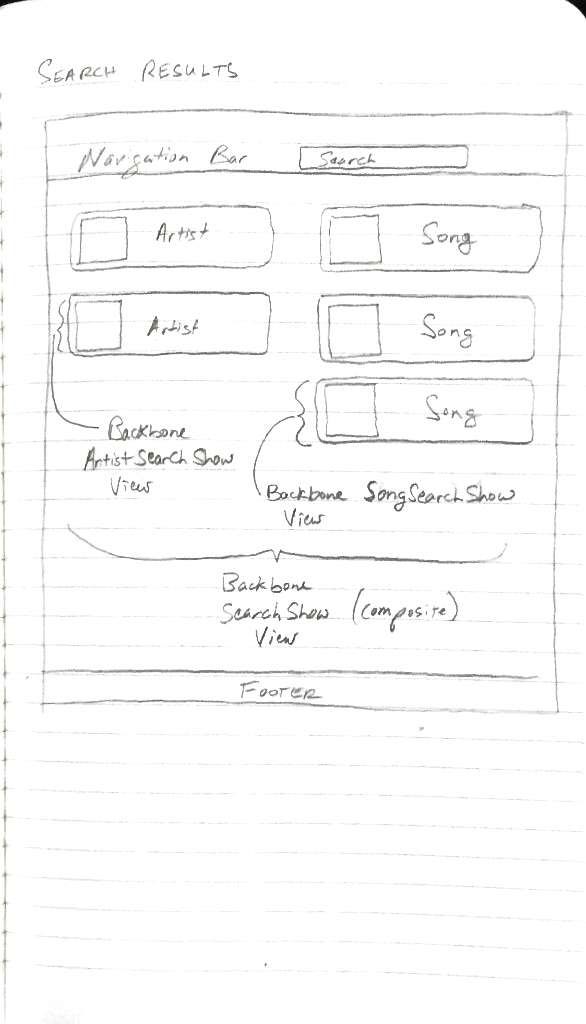 SEARCH RESULTS
Navigation Bar Search
Artist Song
Artist Song
Song
Backbone
ArtistSearchShow
View
Backbone SongSearchShow
View
Backbone
SearchShow (composite)
View
FOOTER